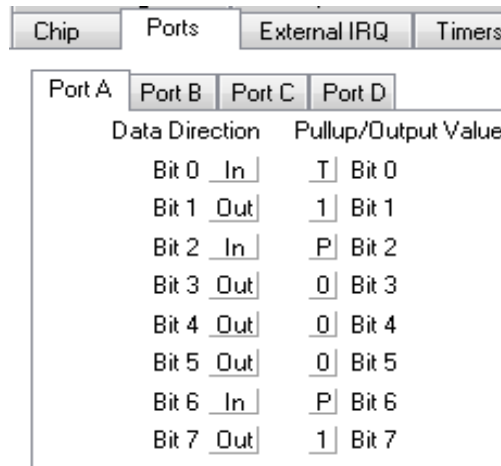 Chip Ports External IRQ Timers
Port A Port B Port C Port D
Data Direction Pullup/Output Value
Bit 0 In T Bit 0
Bit 1 Out 1 Bit 1
Bit 2 In P Bit 2
Bit 3 Out 0 Bit 3
Bit 4 Out 0 Bit 4
Bit 5 Out 0 Bit 5
Bit 6 In P Bit 6
Bit 7 Out 1 Bit 7